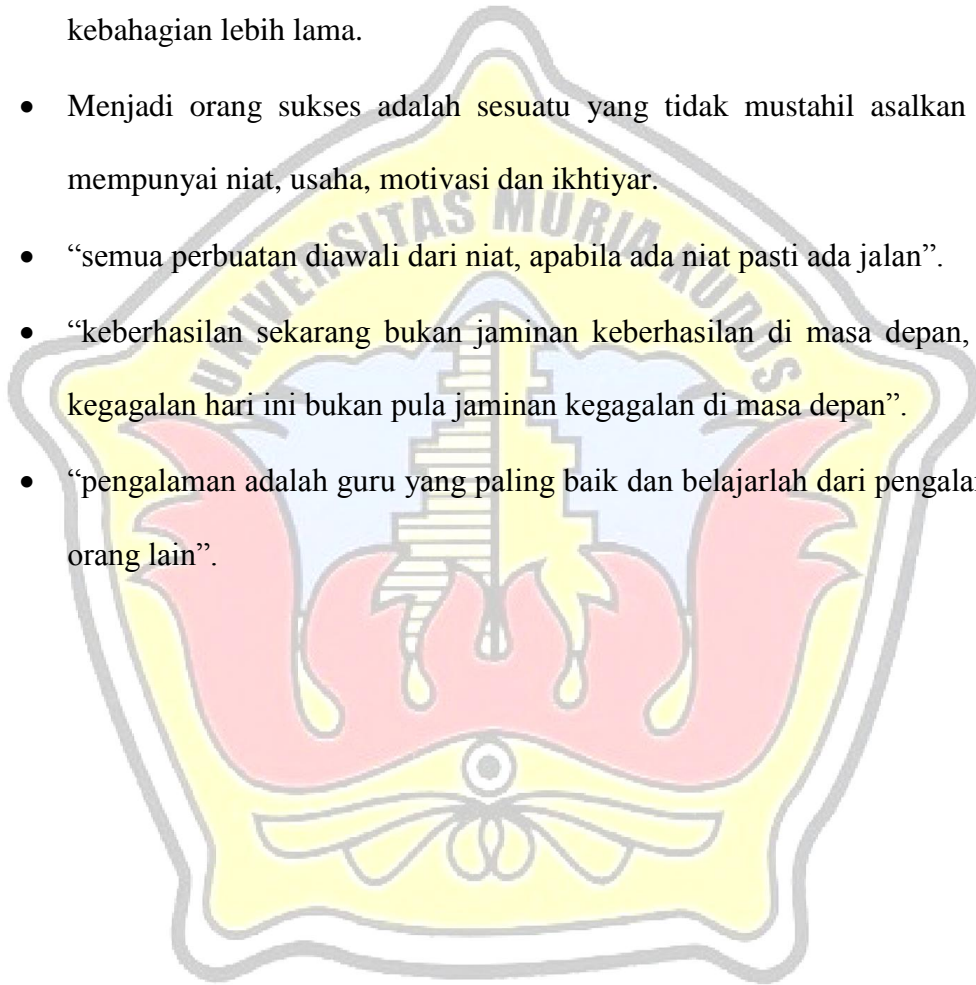 kebahagian lebih lama.
• Menjadi orang sukses adalah sesuatu yang tidak mustahil asalkan
mempunyai niat, usaha, motivasi dan ikhtiyar.
UNIVERSITAS MURIA KUDUS
• “semua perbuatan diawali dari niat, apabila ada niat pasti ada jalan”.
• “keberhasilan sekarang bukan jaminan keberhasilan di masa depan,
kegagalan hari ini bukan pula jaminan kegagalan di masa depan”.
• “pengalaman adalah guru yang paling baik dan belajarlah dari
orang lain”.